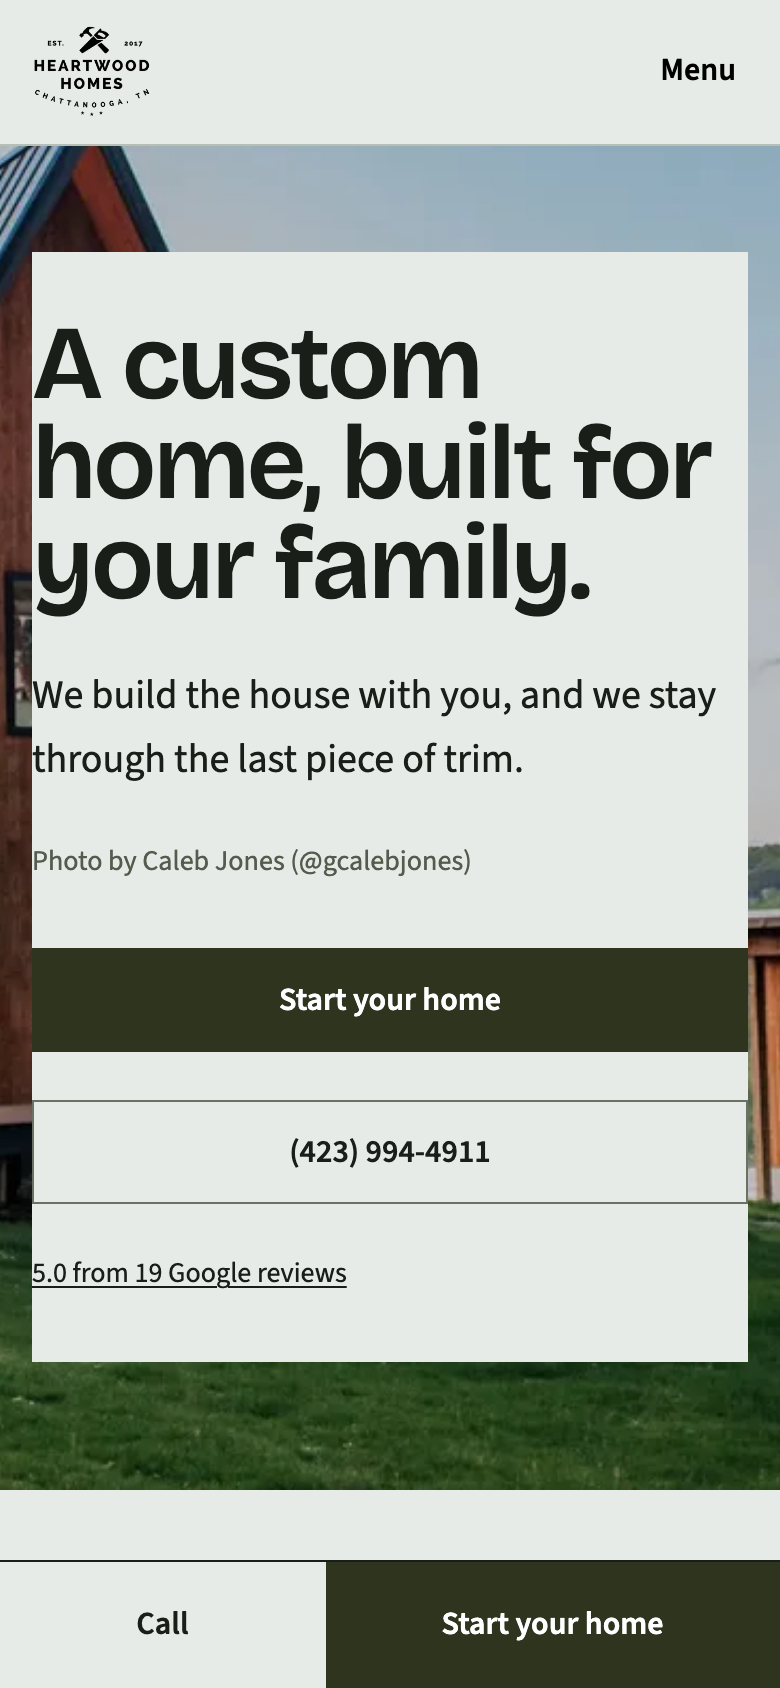 EST. 2017
HEARTWOOD
HOMES
CHATTANOOGA, TN
Menu
A custom
home, built for
your family.
We build the house with you, and we stay
through the last piece of trim.
Photo by Caleb Jones (@gcalebjones)
Start your home
(423) 994-4911
5.0 from 19 Google reviews
Call
Start your home